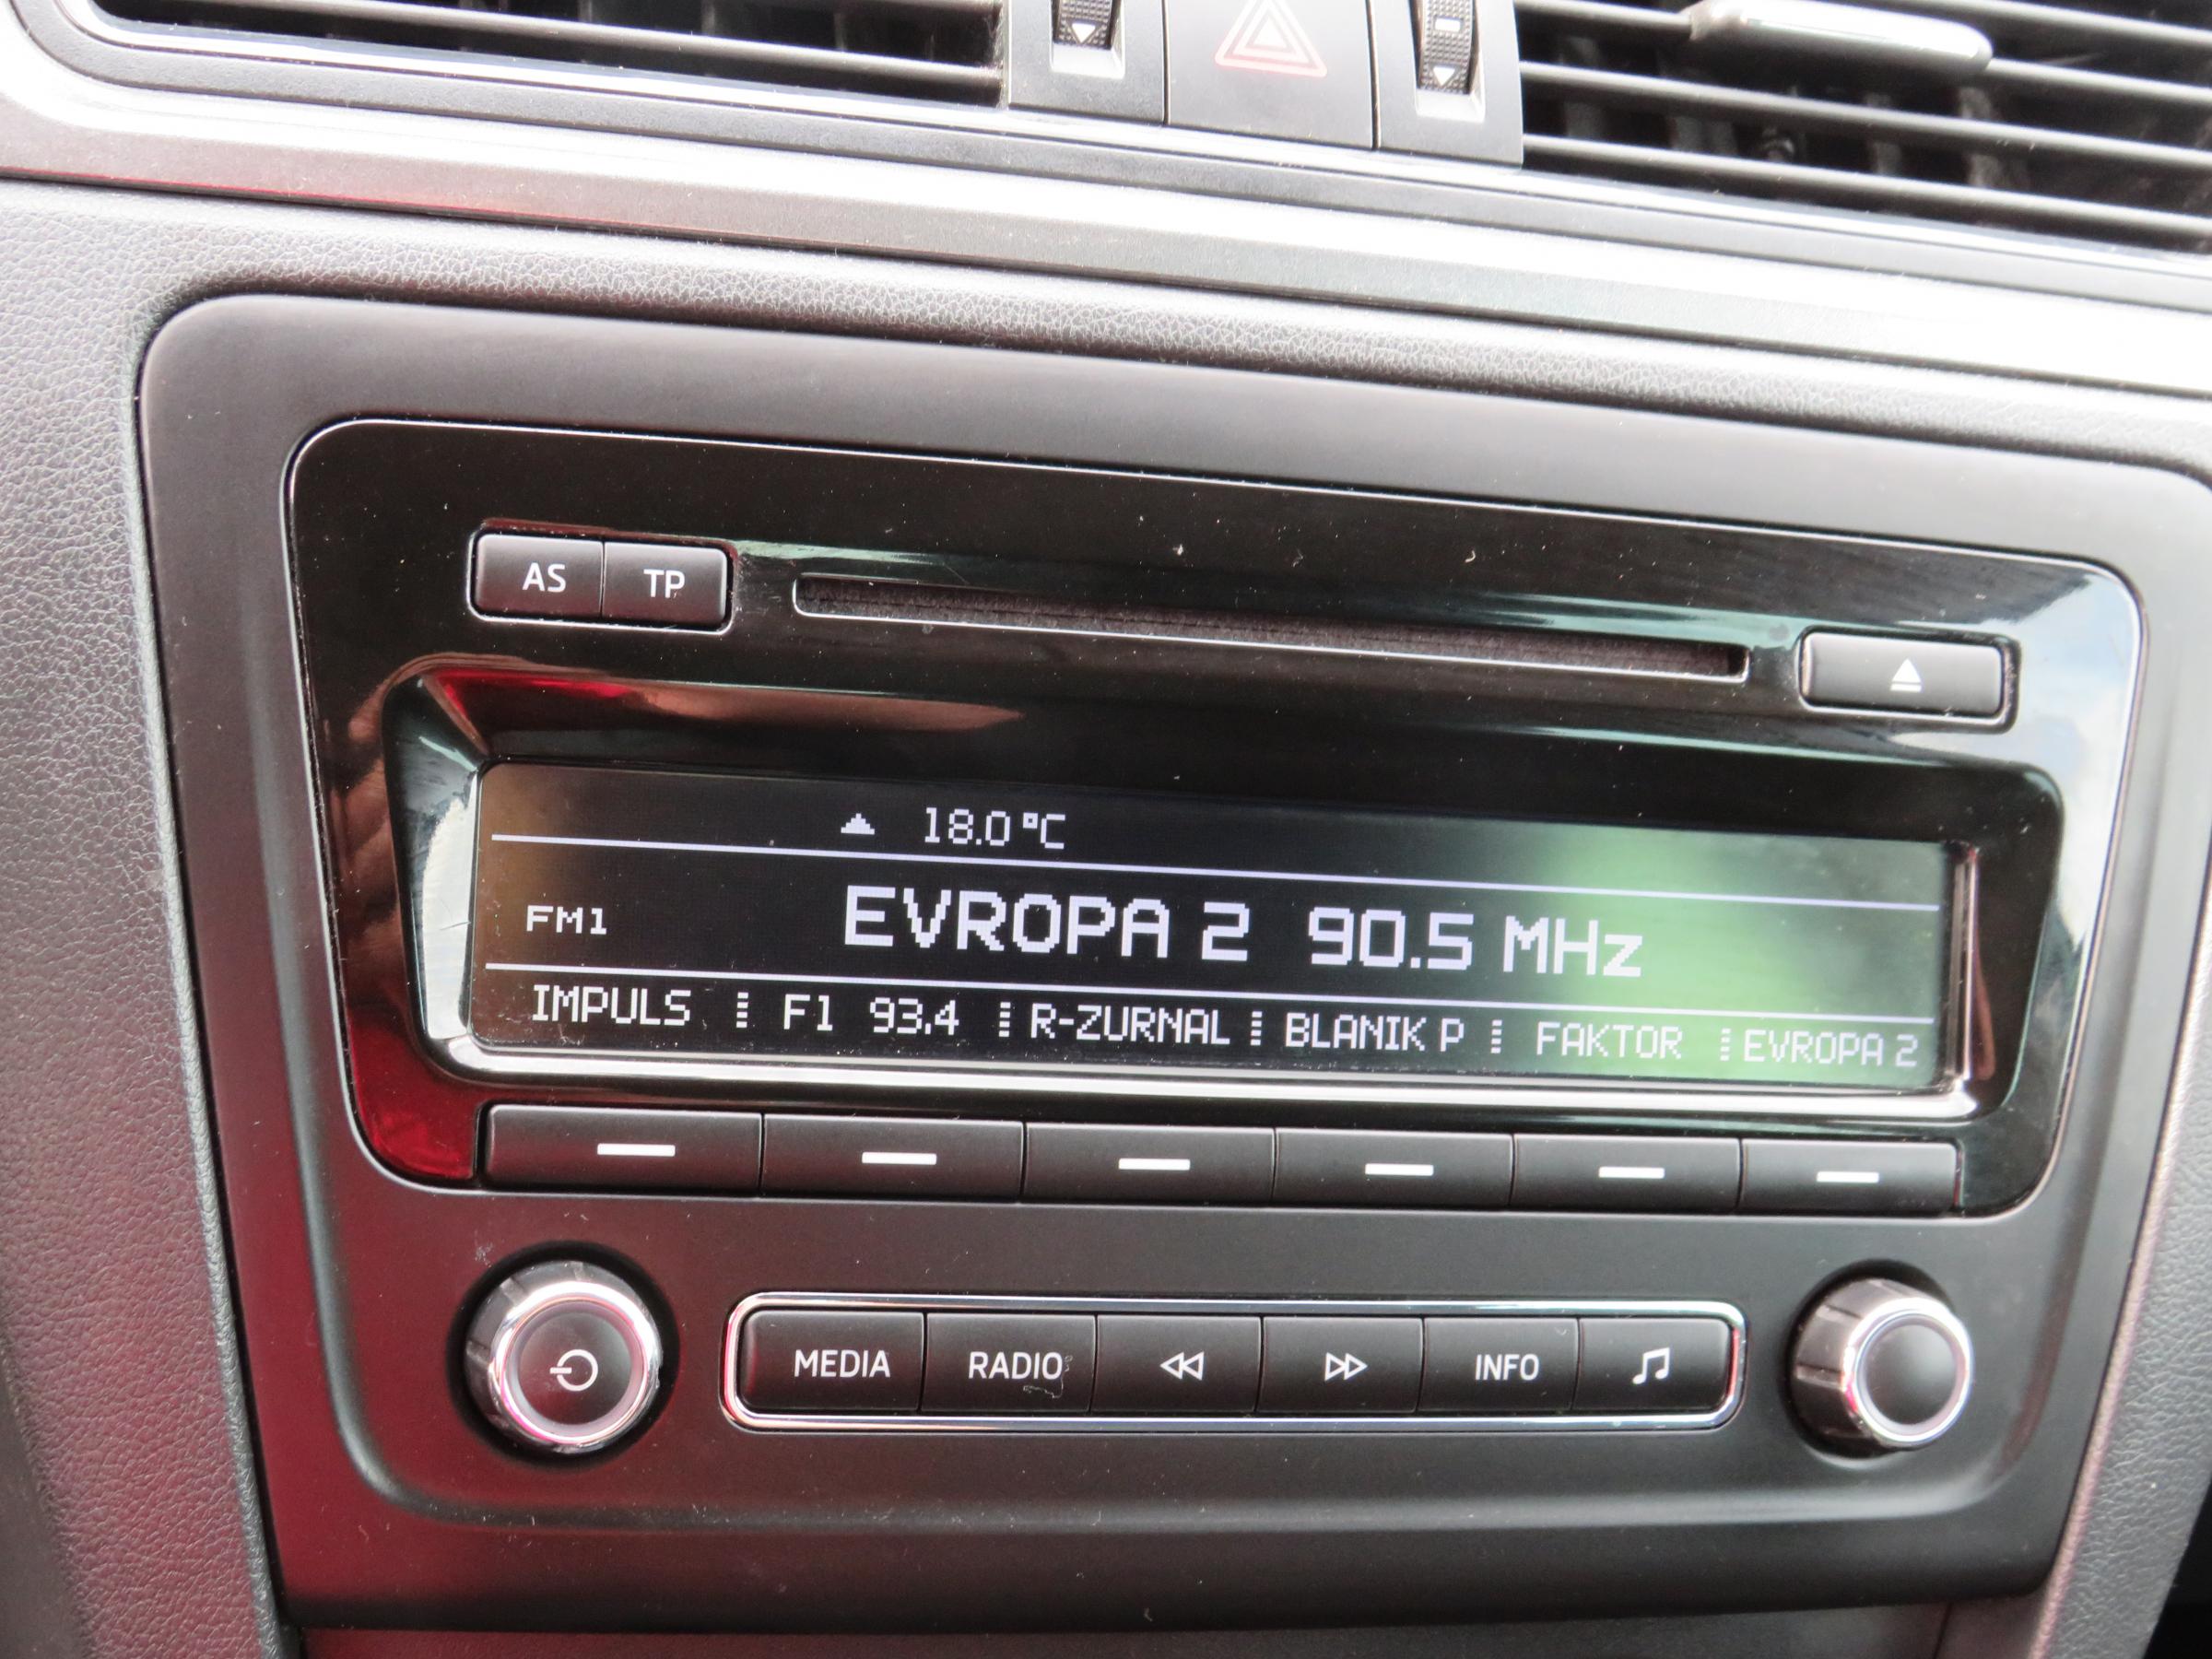 AS TP
18.0 °C
FM1 EVROPA 2 90.5 MHz
IMPULS F1 93.4 R-ZURNAL BLANIK P FAKTOR EVROPA 2
MEDIA RADIO INFO